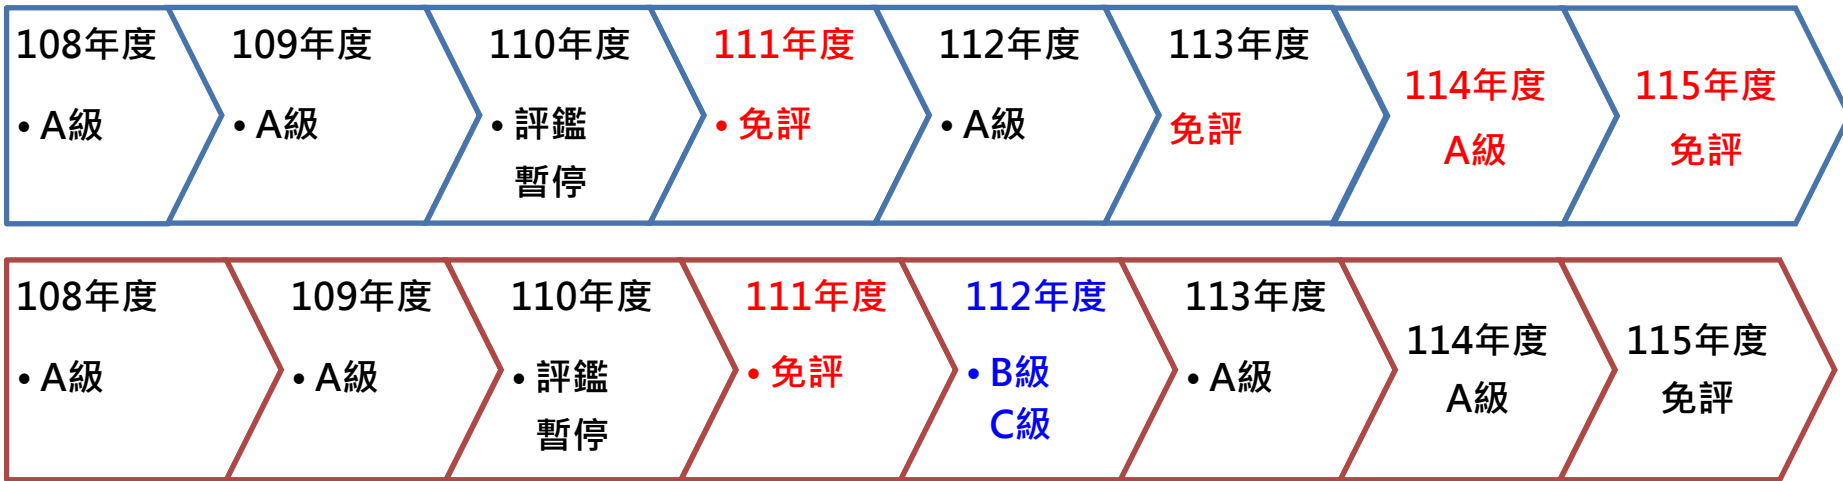 108年度
• A級
109年度
• A級
110年度
• 評鑑
暫停
111年度
• 免評
112年度
• A級
113年度
免評
114年度
A級
115年度
免評
108年度
• A級
109年度
• A級
110年度
• 評鑑
暫停
111年度
• 免評
112年度
• B級
C級
113年度
• A級
114年度
A級
115年度
免評